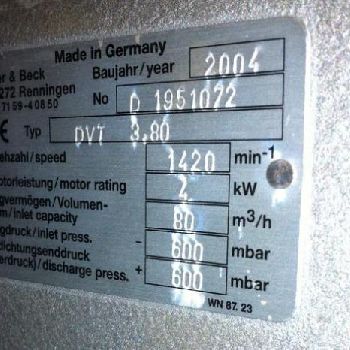 Made in Germany
er & Beck
272 Renningen
7159-40850
Baujahr/year 2004
No D 1951072
CE Typ DVT 3.80
ehzahl/speed 1420 min-1
otorleistung/motor rating kW
gvermögen/Volumen-
m/inlet capacity 80 m³/h
gdruck/inlet press. - 600 mbar
dichtungsenddruck
erdruck)/discharge press. + 600 mbar
WN 87. 23